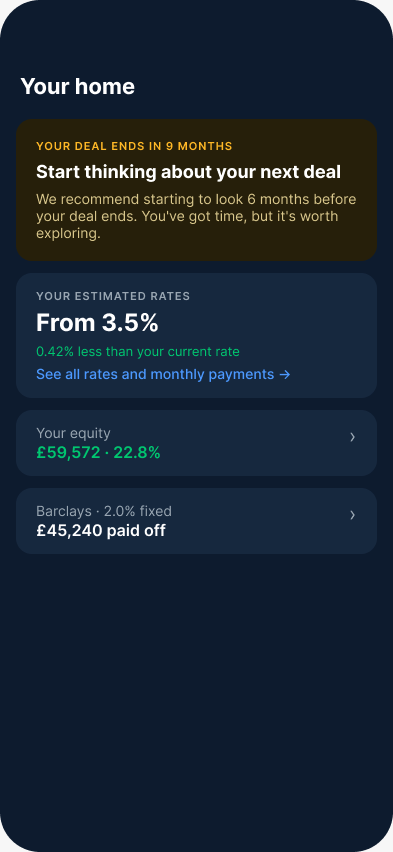 Your home
YOUR DEAL ENDS IN 9 MONTHS
Start thinking about your next deal
We recommend starting to look 6 months before
your deal ends. You've got time, but it's worth
exploring.
YOUR ESTIMATED RATES
From 3.5%
0.42% less than your current rate
See all rates and monthly payments →
Your equity
£59,572 · 22.8%
Barclays · 2.0% fixed
£45,240 paid off